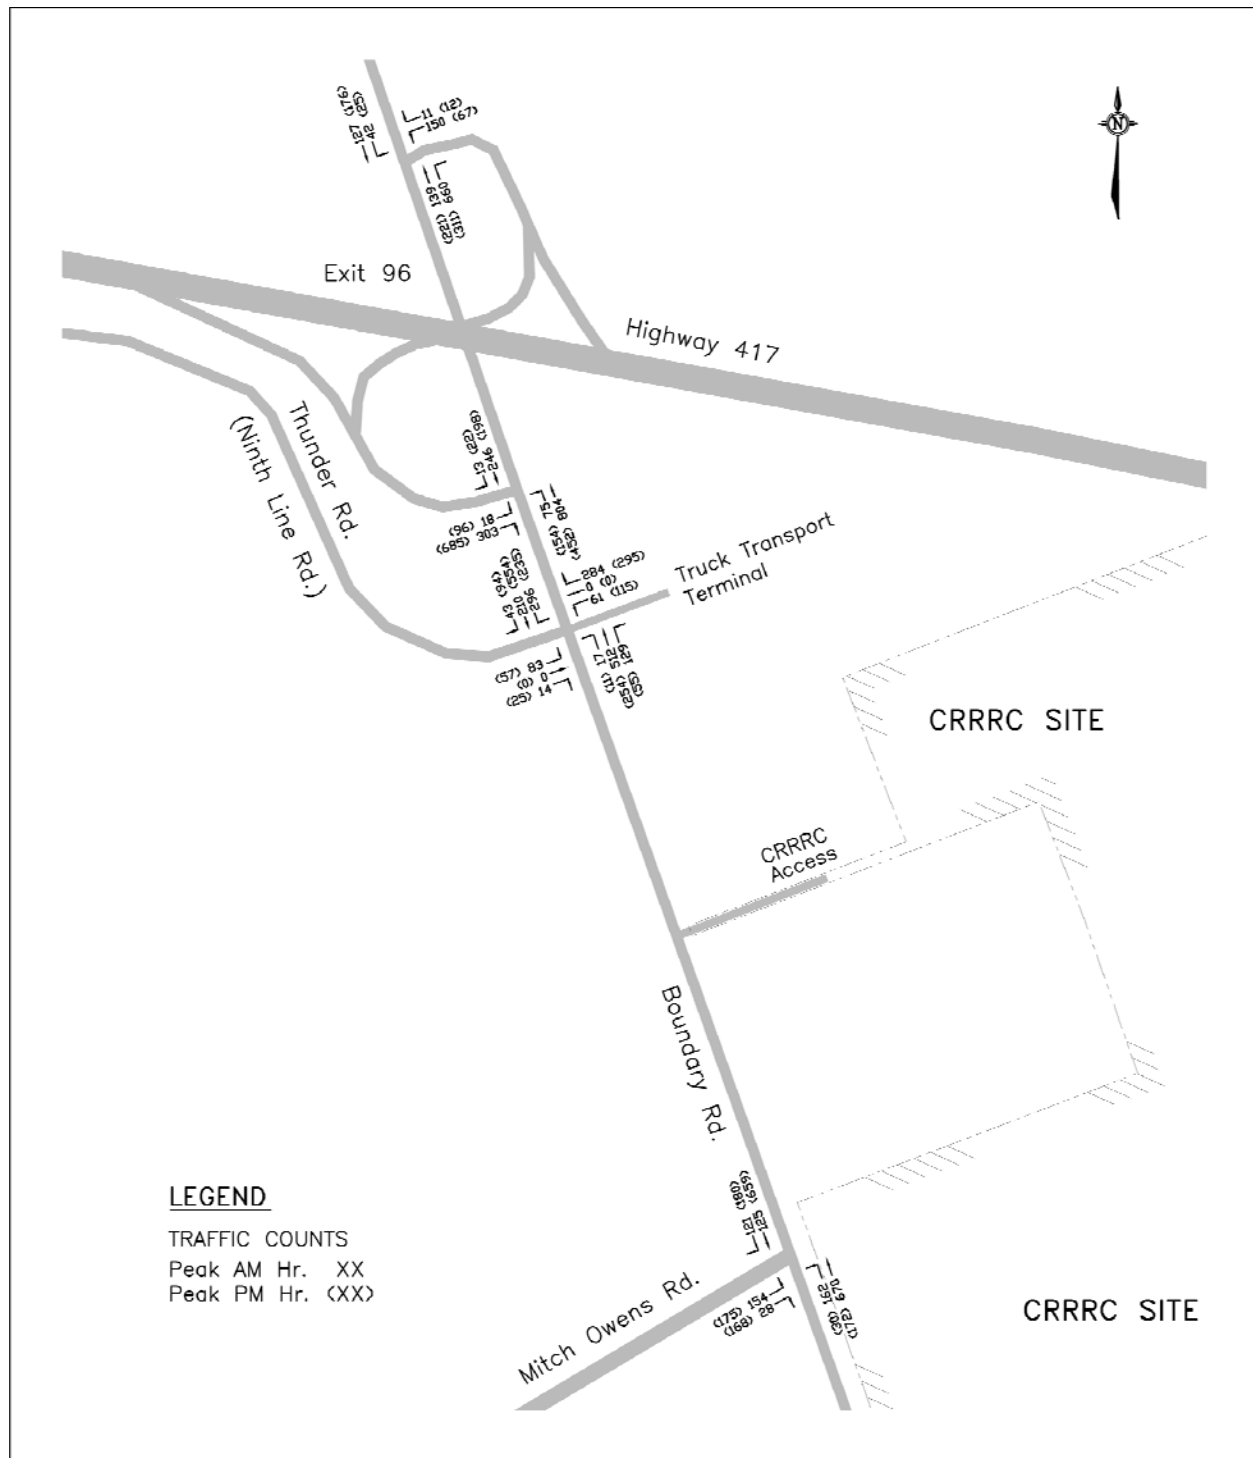 42 (25)
127 (176)
11 (12)
150 (67)
N
660 (311)
139 (221)
Exit 96
Highway 417
Thunder Rd.
(Ninth Line Rd.)
246 (198)
13 (22)
(452) 804
(154) 75
(96) 18
(685) 303
Truck Transport
Terminal
284 (295)
0 (0)
61 (115)
296 (235)
210 (554)
43 (94)
(57) 83
(0) 0
(25) 14
(55) 129
(254) 512
(11) 17
CRRRC SITE
CRRRC
Access
Boundary Rd.
125 (659)
121 (180)
LEGEND
TRAFFIC COUNTS
Peak AM Hr. XX
Peak PM Hr. (XX)
Mitch Owens Rd.
(175) 154
(168) 28
(172) 670
(30) 162
CRRRC SITE